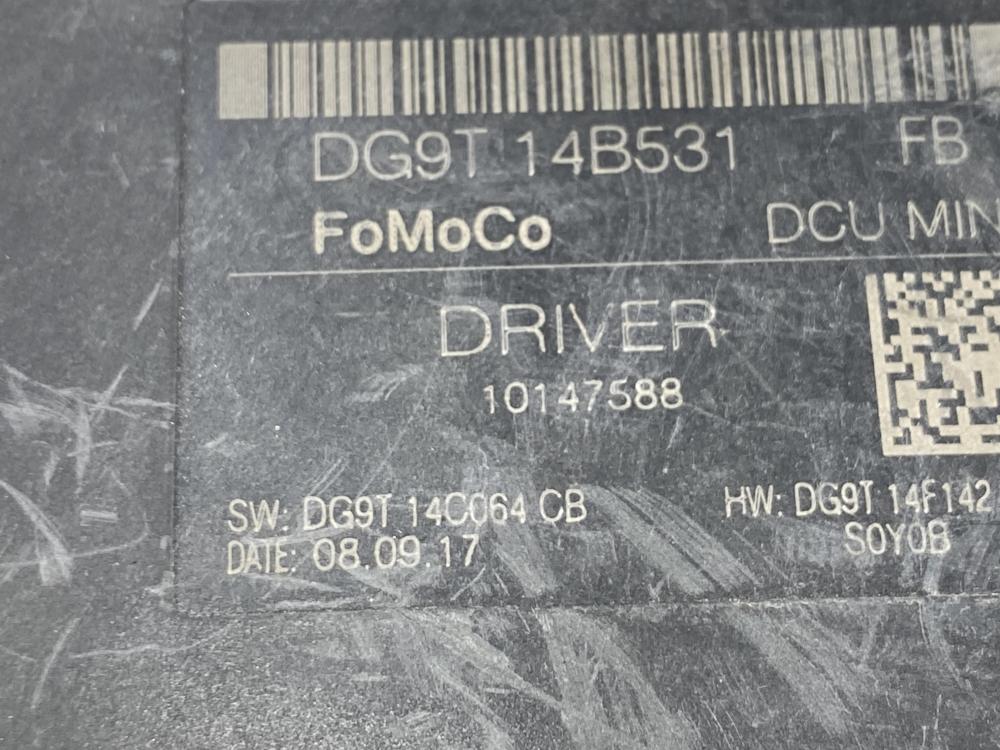 DG9T 14B531 FB
FoMoCo DCU MIN
DRIVER
10147588
SW: DG9T 14C064 CB HW: DG9T 14F142
DATE: 08.09.17 S0Y0B